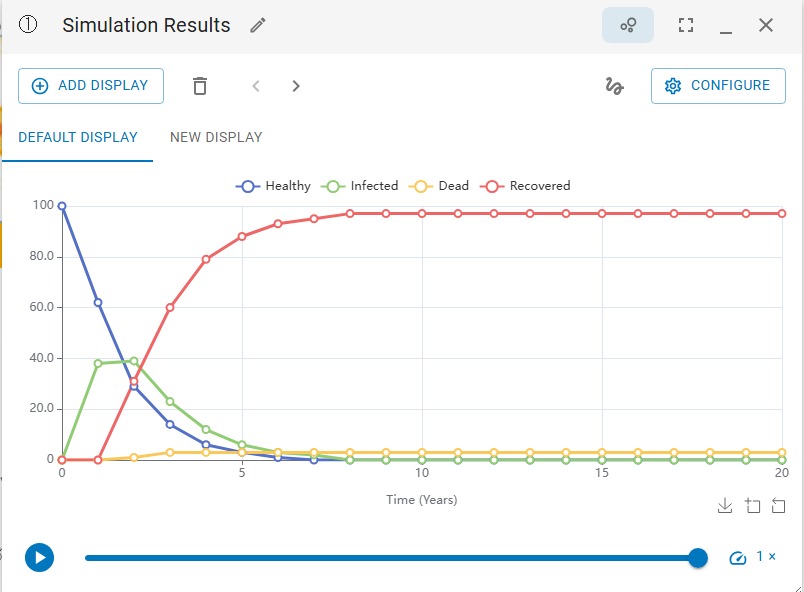 ① Simulation Results
ADD DISPLAY
CONFIGURE
DEFAULT DISPLAY NEW DISPLAY
Healthy Infected Dead Recovered
100
80.0
60.0
40.0
20.0
0
0 5 10 15 20
Time (Years)
1 ×